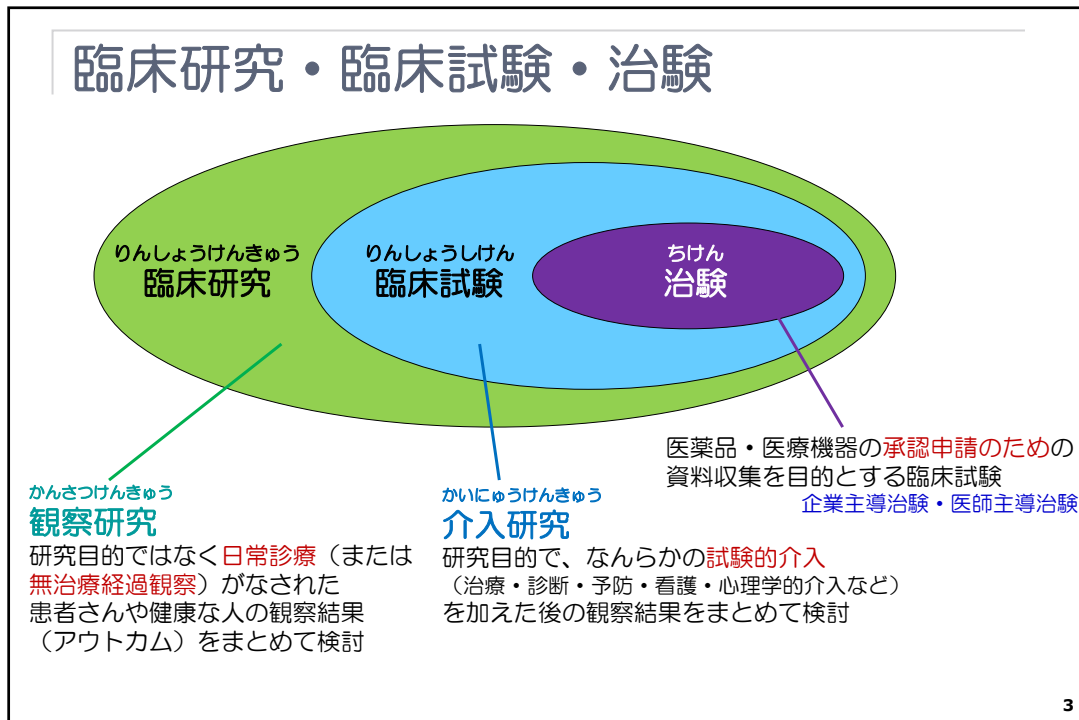 臨床研究・臨床試験・治験
りんしょうけんきゅう
臨床研究
りんしょうしけん
臨床試験
ちけん
治験
医薬品・医療機器の承認申請のための
資料収集を目的とする臨床試験
企業主導治験・医師主導治験
かんさつけんきゅう
観察研究
研究目的ではなく日常診療（または
無治療経過観察）がなされた
患者さんや健康な人の観察結果
（アウトカム）をまとめて検討
かいにゅうけんきゅう
介入研究
研究目的で、なんらかの試験的介入
（治療・診断・予防・看護・心理学的介入など）
を加えた後の観察結果をまとめて検討
3